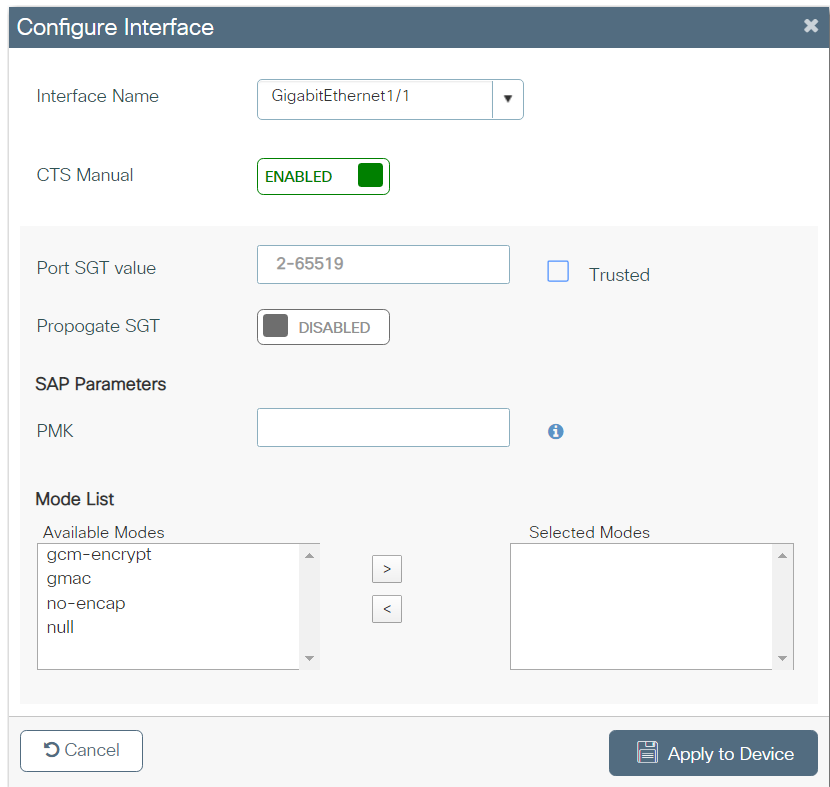 Configure Interface
Interface Name
GigabitEthernet1/1
CTS Manual
ENABLED
Port SGT value
2-65519
Trusted
Propogate SGT
DISABLED
SAP Parameters
PMK
Mode List
Available Modes
Selected Modes
gcm-encrypt
gmac
no-encap
null
>
<
Cancel
Apply to Device